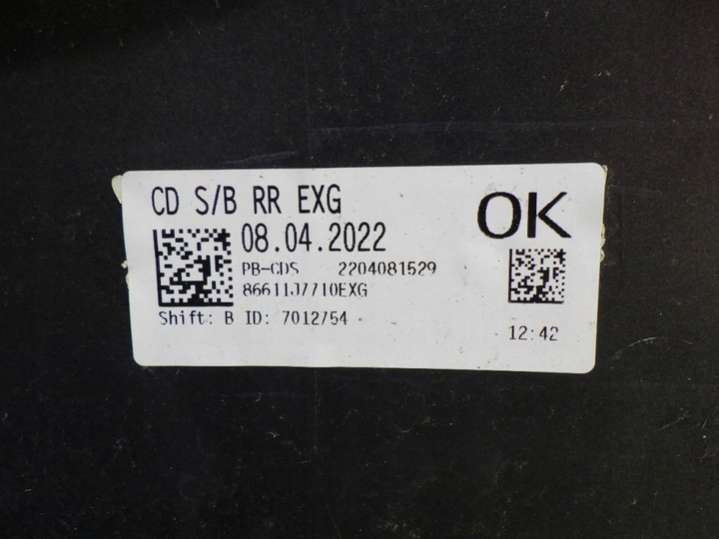 CD S/B RR EXG
OK
08.04.2022
PB-CDS 2204081529
86611J7710EXG
Shift: B ID: 7012754
12:42